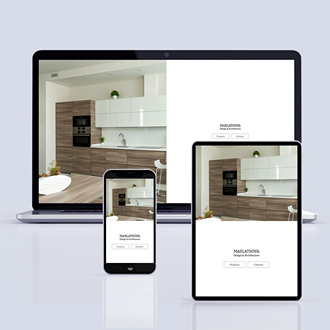 MASLATSOVA
Design & Architecture
Projects
Contact
MASLATSOVA
Design & Architecture
Projects
Contact
MASLATSOVA
Design & Architecture
Projects
Contact